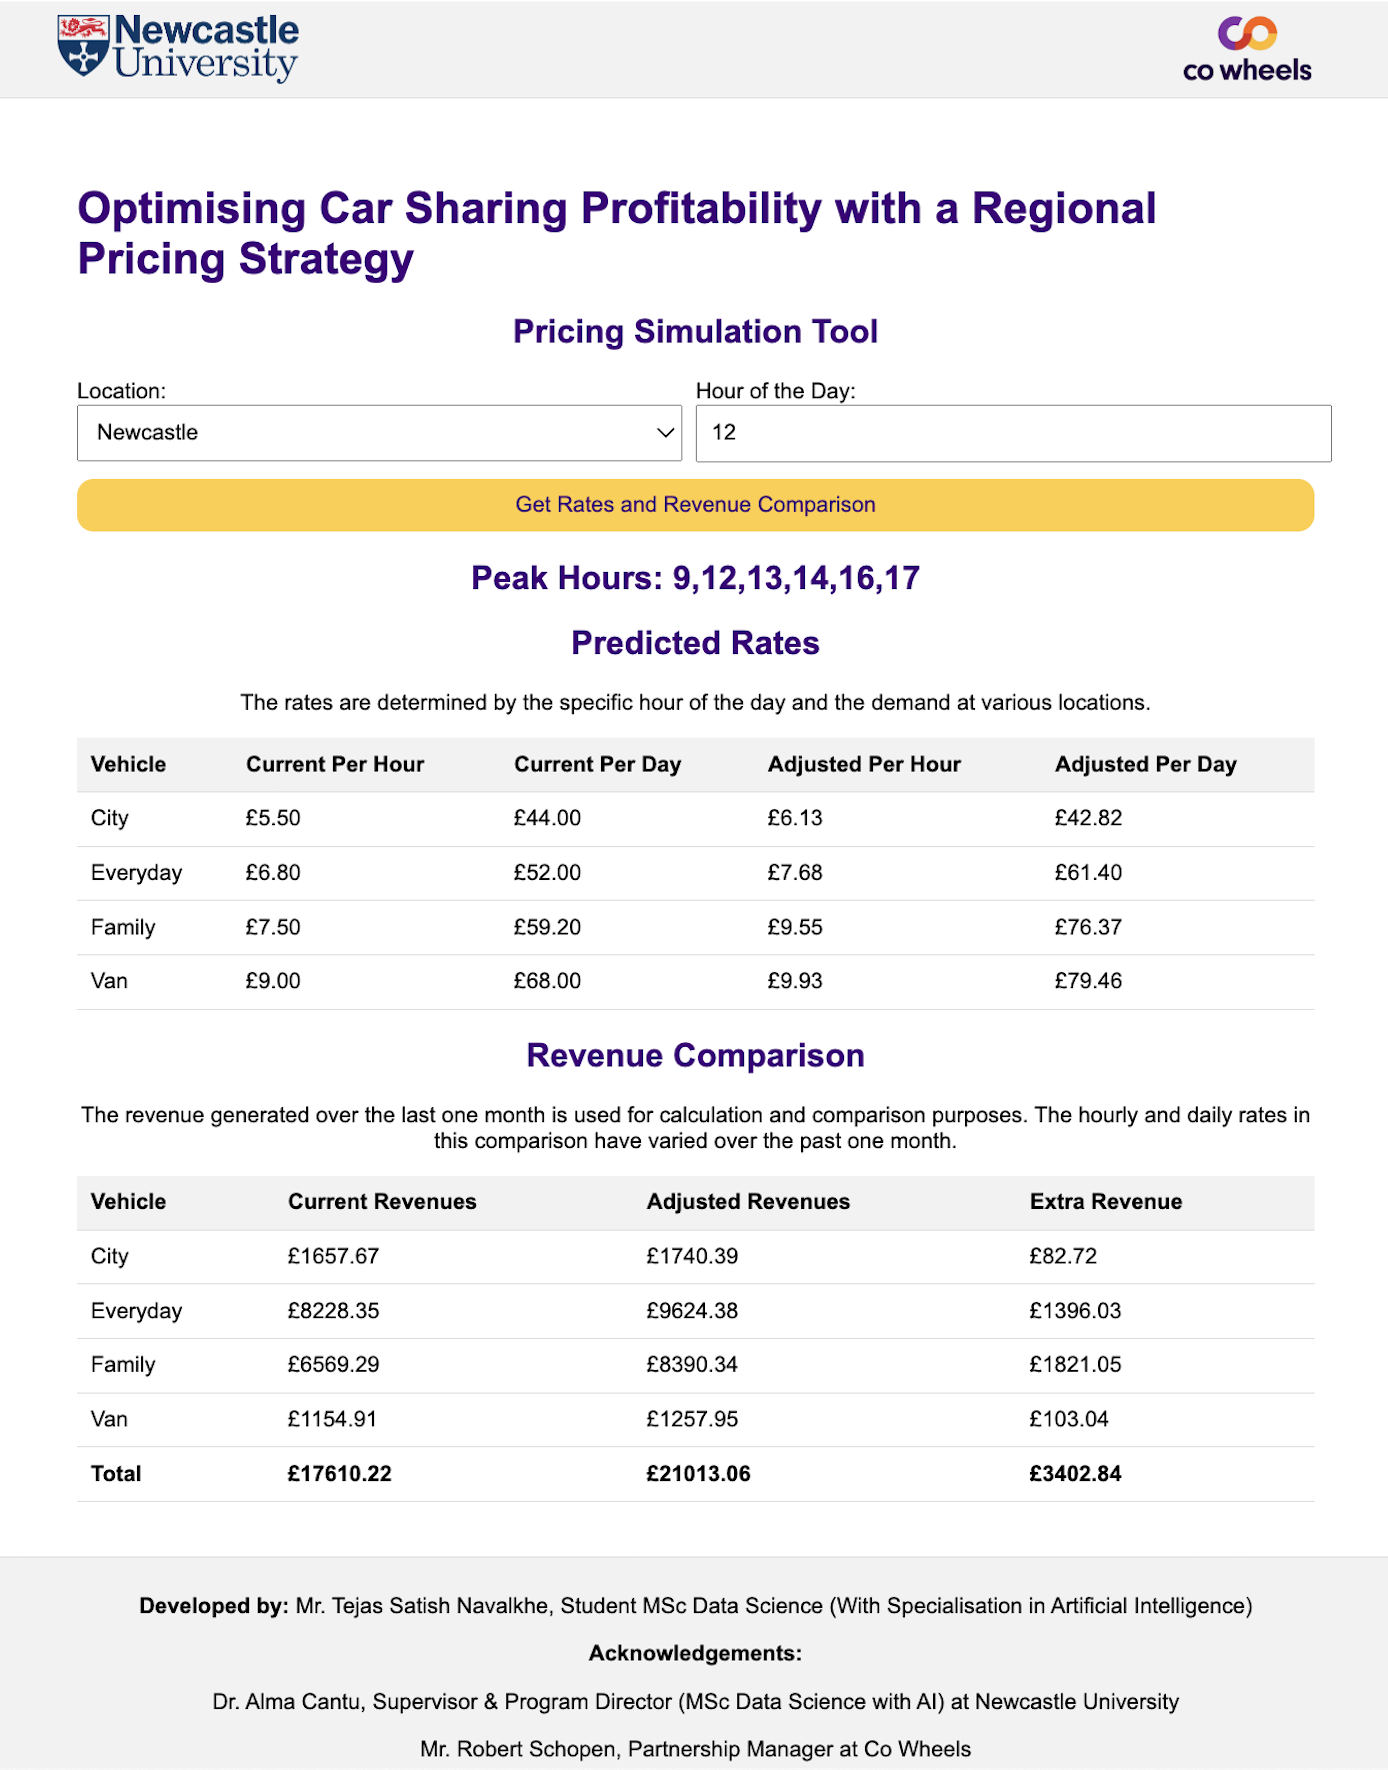 Newcastle
University
co wheels
Optimising Car Sharing Profitability with a Regional
Pricing Strategy
Pricing Simulation Tool
Location: Hour of the Day:
Newcastle 12
Get Rates and Revenue Comparison
Peak Hours: 9,12,13,14,16,17
Predicted Rates
The rates are determined by the specific hour of the day and the demand at various locations.
Vehicle Current Per Hour Current Per Day Adjusted Per Hour Adjusted Per Day
City £5.50 £44.00 £6.13 £42.82
Everyday £6.80 £52.00 £7.68 £61.40
Family £7.50 £59.20 £9.55 £76.37
Van £9.00 £68.00 £9.93 £79.46
Revenue Comparison
The revenue generated over the last one month is used for calculation and comparison purposes. The hourly and daily rates in
this comparison have varied over the past one month.
Vehicle Current Revenues Adjusted Revenues Extra Revenue
City £1657.67 £1740.39 £82.72
Everyday £8228.35 £9624.38 £1396.03
Family £6569.29 £8390.34 £1821.05
Van £1154.91 £1257.95 £103.04
Total £17610.22 £21013.06 £3402.84
Developed by: Mr. Tejas Satish Navalkhe, Student MSc Data Science (With Specialisation in Artificial Intelligence)
Acknowledgements:
Dr. Alma Cantu, Supervisor & Program Director (MSc Data Science with AI) at Newcastle University
Mr. Robert Schopen, Partnership Manager at Co Wheels